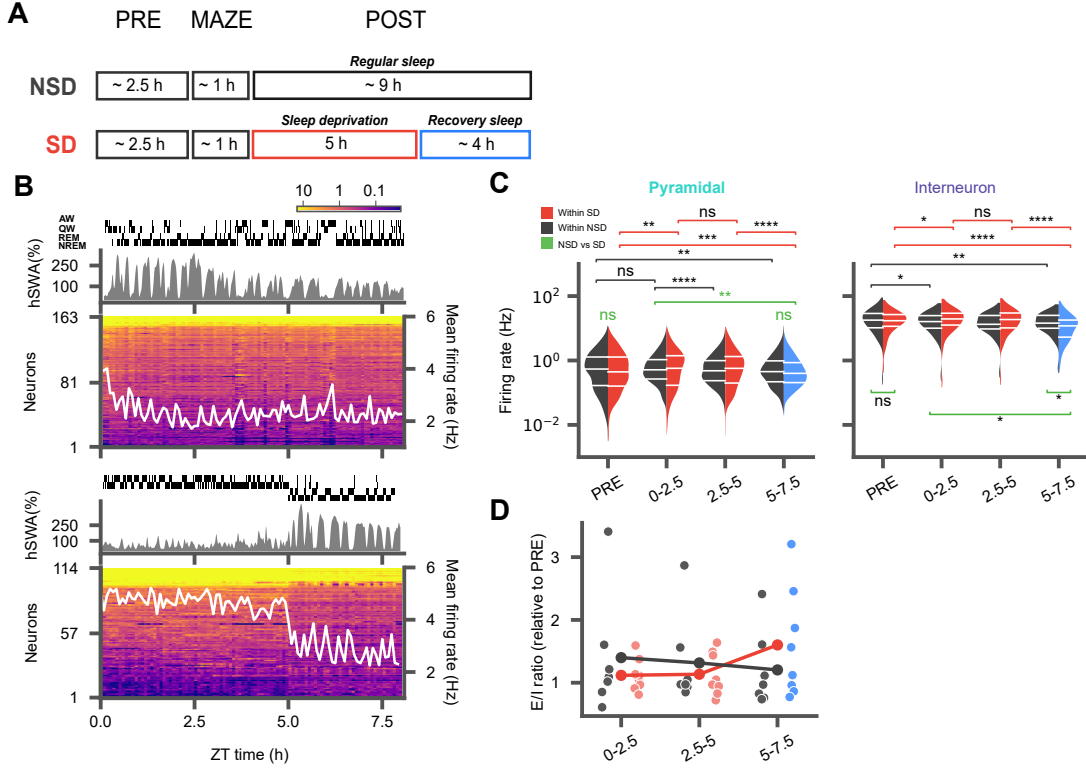 A
PRE MAZE POST
Regular sleep
NSD ~ 2.5 h ~ 1 h ~ 9 h
Sleep deprivation Recovery sleep
SD ~ 2.5 h ~ 1 h 5 h ~ 4 h
B
10 1 0.1
AW
QW
REM
NREM
hSWA(%)
250
100
Neurons
163
81
1
6
4
2
Mean firing rate (Hz)
hSWA(%)
250
100
Neurons
114
57
1
6
4
2
Mean firing rate (Hz)
0.0 2.5 5.0 7.5
ZT time (h)
C
Pyramidal Interneuron
Within SD
Within NSD
NSD vs SD
ns
** ****
***
**
ns ****
**
ns ns
Firing rate (Hz)
10²
10⁰
10⁻²
PRE 0-2.5 2.5-5 5-7.5
ns
* ****
****
**
*
ns *
*
PRE 0-2.5 2.5-5 5-7.5
D
E/I ratio (relative to PRE)
3
2
1
0-2.5 2.5-5 5-7.5